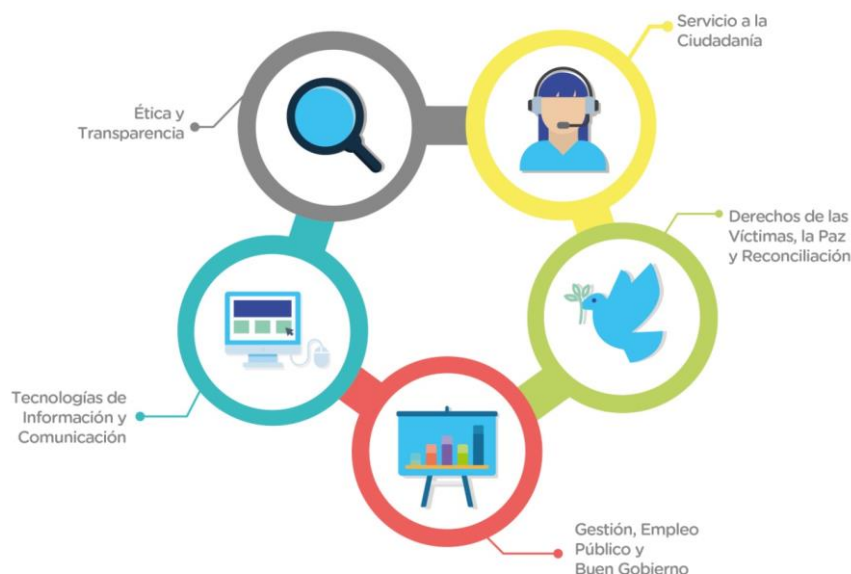 Servicio a la
Ciudadanía
Ética y
Transparencia
Derechos de las
Víctimas, la Paz
y Reconciliación
Tecnologías de
Información y
Comunicación
Gestión, Empleo
Público y
Buen Gobierno